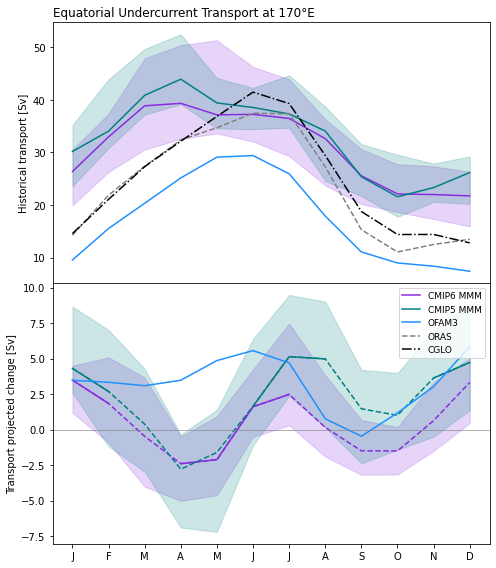 Equatorial Undercurrent Transport at 170°E
50
40
30
20
10
Historical transport [Sv]
10.0
7.5
5.0
2.5
0.0
−2.5
−5.0
−7.5
Transport projected change [Sv]
CMIP6 MMM
CMIP5 MMM
OFAM3
ORAS
CGLO
J F M A M J J A S O N D